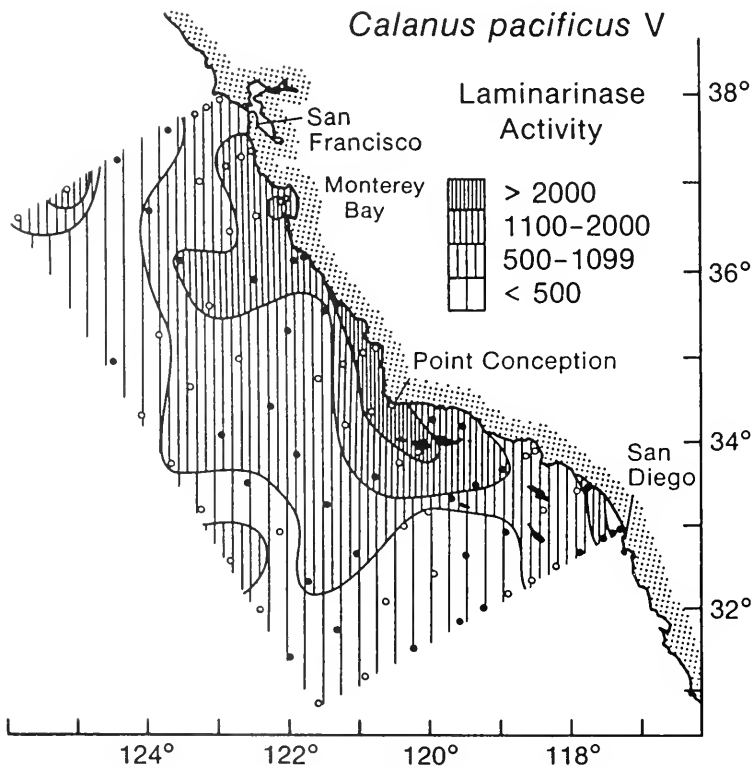 Calanus pacificus V
Laminarinase
Activity
> 2000
1100–2000
500–1099
< 500
San
Francisco
Monterey
Bay
Point Conception
San
Diego
38°
36°
34°
32°
124° 122° 120° 118°